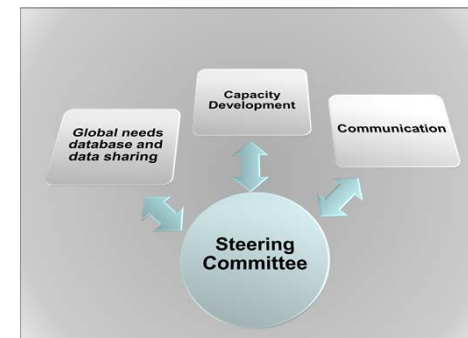 Capacity
Development
Global needs
database and
data sharing
Communication
Steering
Committee